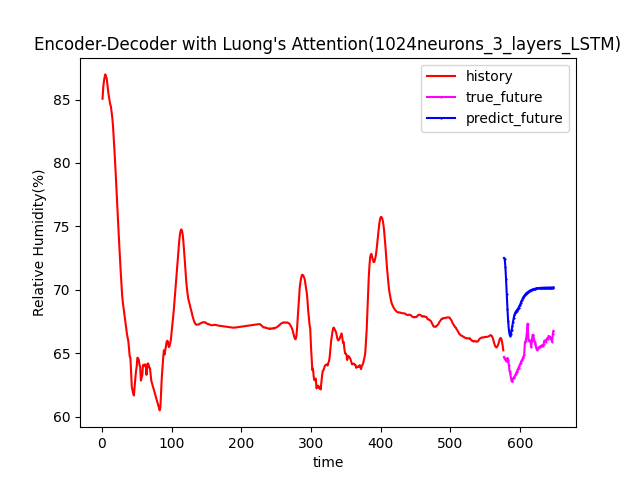 Encoder-Decoder with Luong's Attention(1024neurons_3_layers_LSTM)
history
true_future
predict_future
Relative Humidity(%)
85
80
75
70
65
60
0 100 200 300 400 500 600
time